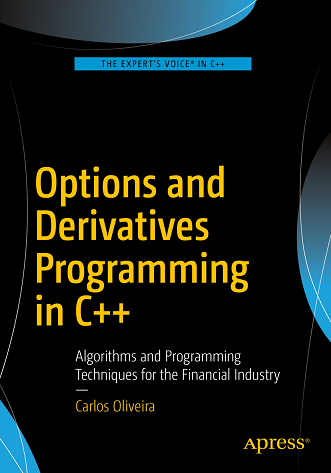 THE EXPERT'S VOICE® IN C++
Options and
Derivatives
Programming
in C++
Algorithms and Programming
Techniques for the Financial Industry
—
Carlos Oliveira
Apress®